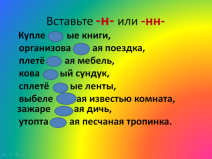 Вставьте -н- или -нн-
Купле ые книги,
организова ая поездка,
плетё ая мебель,
кова ый сундук,
сплетё ые ленты,
выбеле ая известью комната,
зажаре ая дичь,
утопта ая песчаная тропинка.